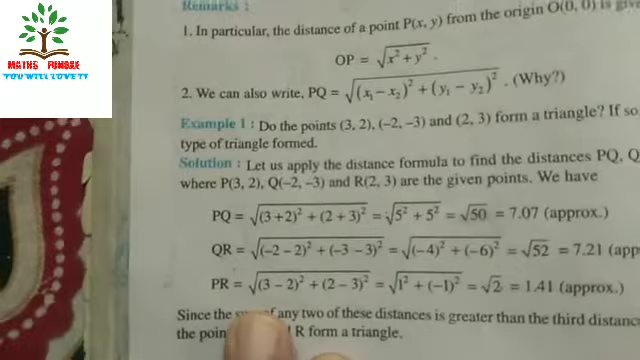 MATHS FUMBRE
YOU WILL LOVE IT
Remarks :
1. In particular, the distance of a point P(x, y) from the origin O(0, 0) is give
OP = √(x² + y²) .
2. We can also write, PQ = √((x₁ − x₂)² + (y₁ − y₂)²) . (Why?)
Example 1 : Do the points (3, 2), (−2, −3) and (2, 3) form a triangle? If so
type of triangle formed.
Solution : Let us apply the distance formula to find the distances PQ, Q
where P(3, 2), Q(−2, −3) and R(2, 3) are the given points. We have
PQ = √((3+2)² + (2+3)²) = √(5² + 5²) = √50 = 7.07 (approx.)
QR = √((−2 − 2)² + (−3 − 3)²) = √((−4)² + (−6)²) = √52 = 7.21 (app
PR = √((3 − 2)² + (2 − 3)²) = √(1² + (−1)²) = √2 = 1.41 (approx.
Since the of any two of these distances is greater than the third distanc
the poin R form a triangle.